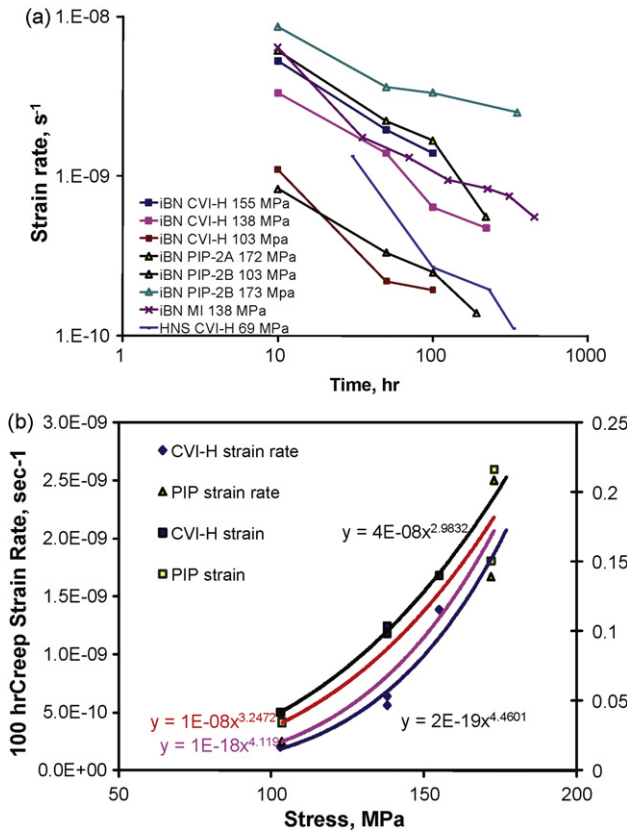 (a)
1.E-08
1.E-09
1.E-10
Strain rate, s-1
iBN CVI-H 155 MPa
iBN CVI-H 138 MPa
iBN CVI-H 103 Mpa
iBN PIP-2A 172 MPa
iBN PIP-2B 103 MPa
iBN PIP-2B 173 Mpa
iBN MI 138 MPa
HNS CVI-H 69 MPa
1 10 100 1000
Time, hr
(b)
3.0E-09
2.5E-09
2.0E-09
1.5E-09
1.0E-09
5.0E-10
0.0E+00
100 hrCreep Strain Rate, sec-1
CVI-H strain rate
PIP strain rate
CVI-H strain
PIP strain
y = 4E-08x2.9832
y = 1E-08x3.2472
y = 1E-18x4.119
y = 2E-19x4.4601
0.25
0.2
0.15
0.1
0.05
0
50 100 150 200
Stress, MPa